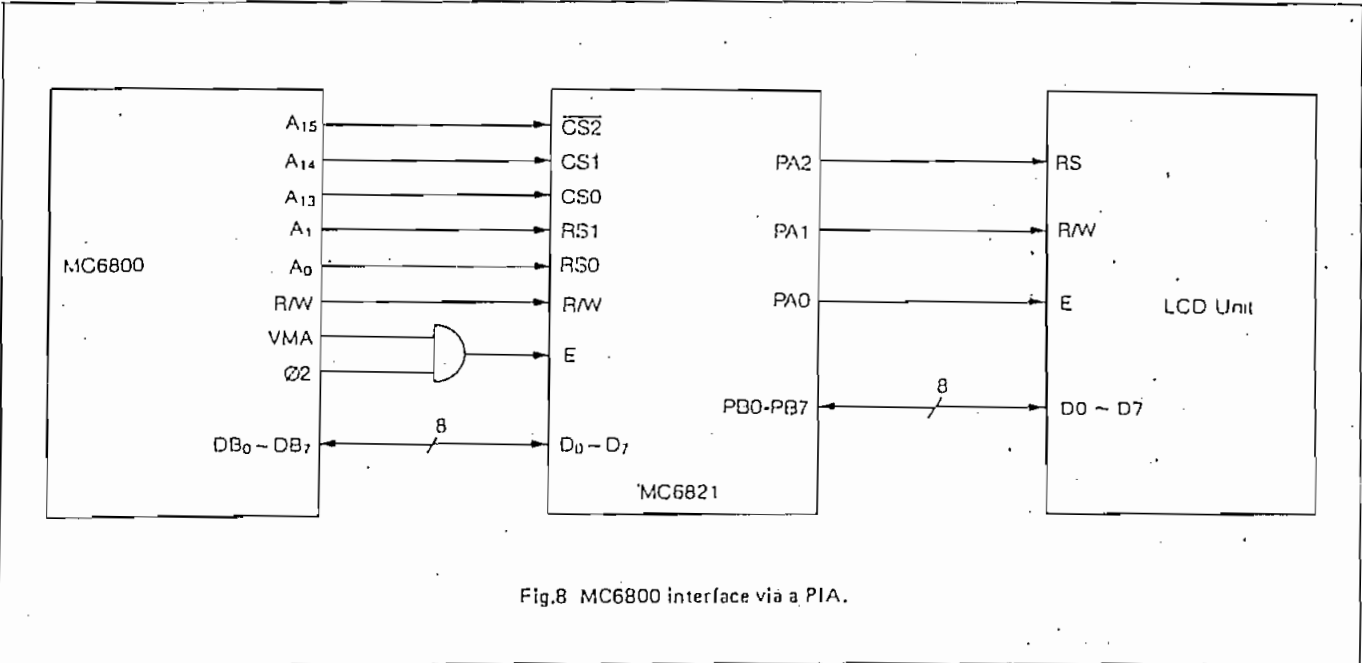 A₁₅
A₁₄
A₁₃
A₁
MC6800
A₀
R/W
VMA
Ø2
DB₀ ~ DB₇
8
C̅S̅2̅
CS1
CS0
RS1
RS0
R/W
E
D₀ ~ D₇
MC6821
PA2
PA1
PA0
PB0-PB7
8
RS
R/W
E
LCD Unit
D0 ~ D7
Fig.8 MC6800 interface via a PIA.